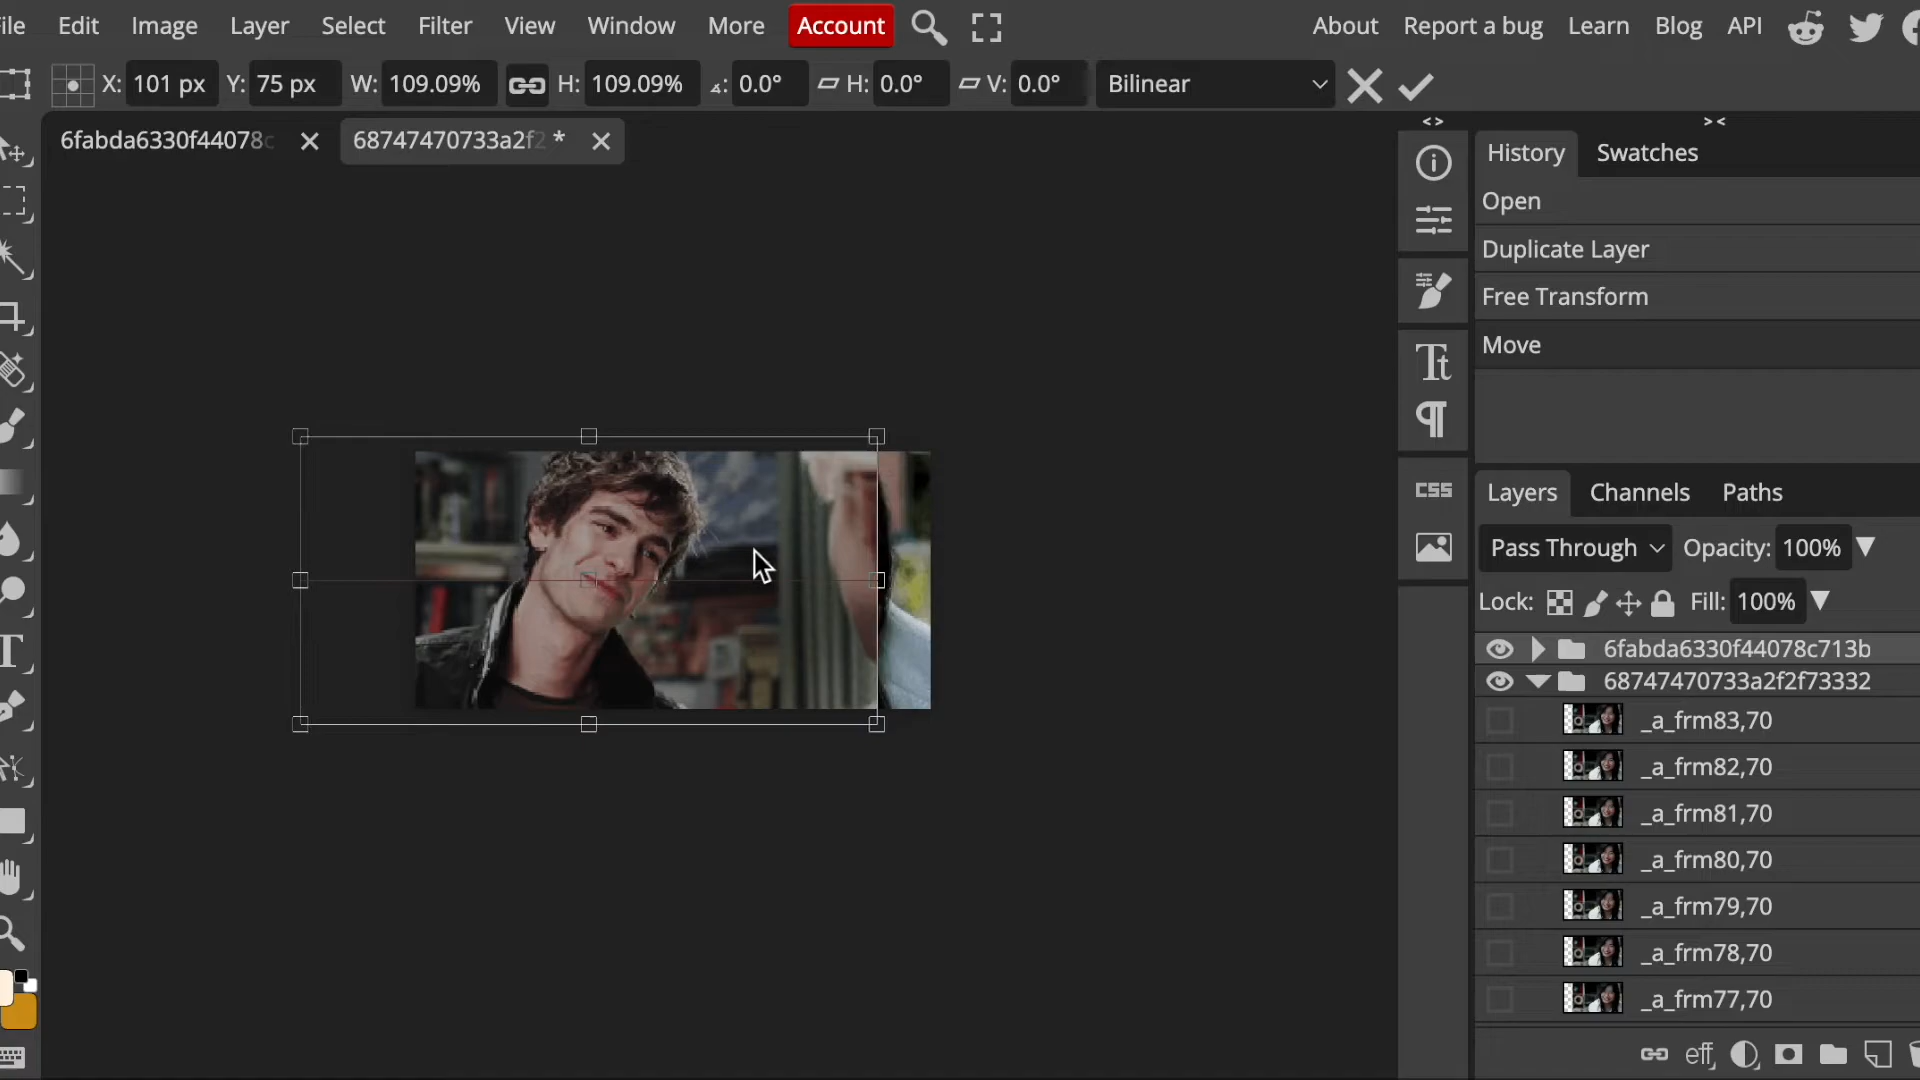 ile Edit Image Layer Select Filter View Window More Account About Report a bug Learn Blog API
X: 101 px Y: 75 px W: 109.09% H: 109.09% ⦣: 0.0° H: 0.0° V: 0.0° Bilinear
6fabda6330f44078c 68747470733a2f2 *
< > > <
History Swatches
Open
Duplicate Layer
Free Transform
Move
CSS
Layers Channels Paths
Pass Through Opacity: 100%
Lock: Fill: 100%
6fabda6330f44078c713b
68747470733a2f2f73332
_a_frm83,70
_a_frm82,70
_a_frm81,70
_a_frm80,70
_a_frm79,70
_a_frm78,70
_a_frm77,70
eff